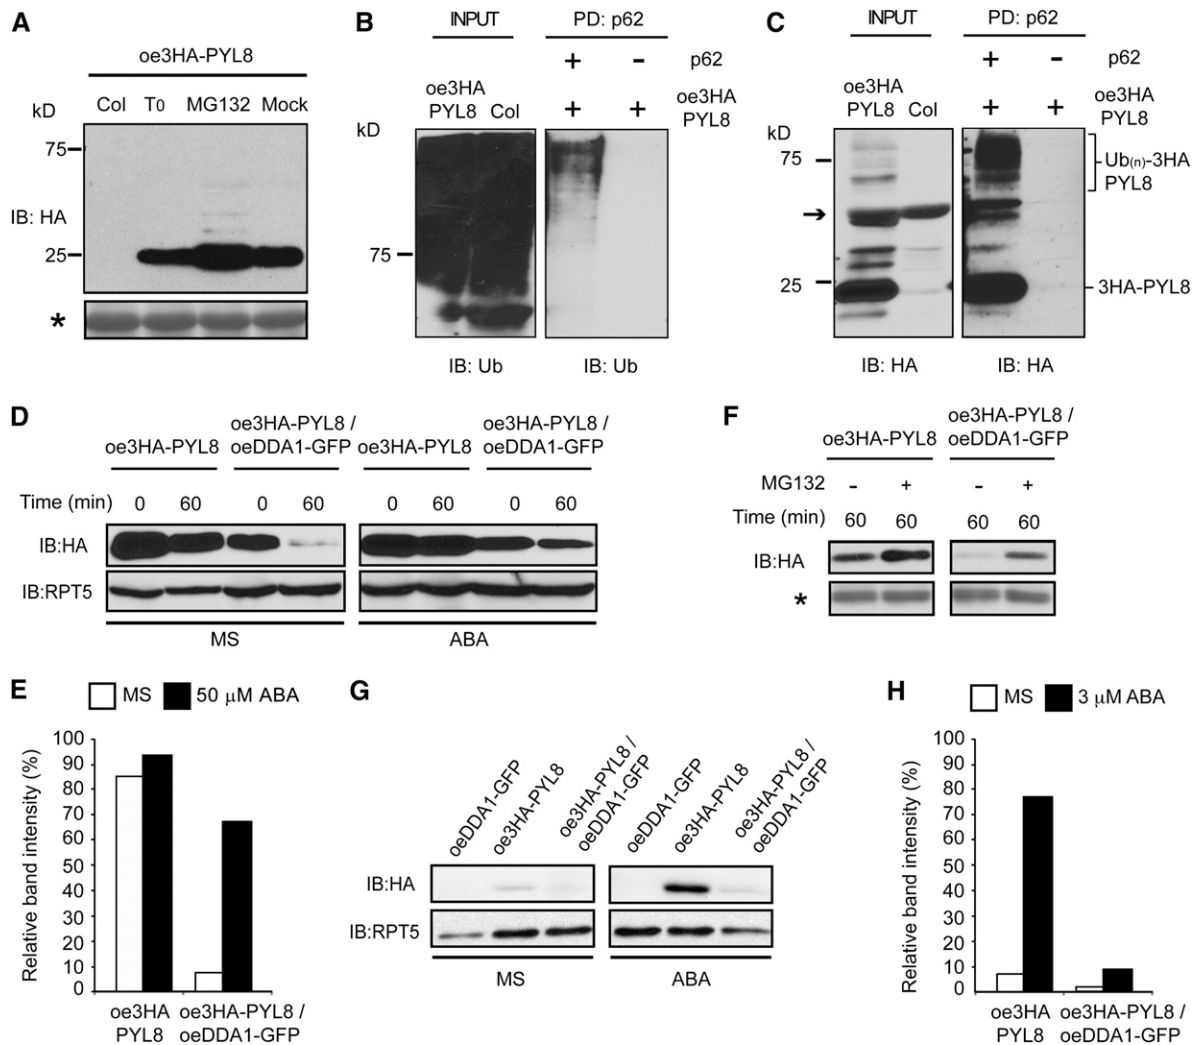 A
oe3HA-PYL8
kD
Col T0 MG132 Mock
75
IB: HA
25
*
B
INPUT PD: p62
+ - p62
oe3HA
PYL8 Col + + oe3HA
PYL8
kD
75
IB: Ub IB: Ub
C
INPUT PD: p62
+ - p62
oe3HA
PYL8 Col + + oe3HA
PYL8
kD
75
Ub(n)-3HA
PYL8
➔
25
3HA-PYL8
IB: HA IB: HA
D
oe3HA-PYL8 oe3HA-PYL8 /
oeDDA1-GFP oe3HA-PYL8 oe3HA-PYL8 /
oeDDA1-GFP
Time (min) 0 60 0 60 0 60 0 60
IB:HA
IB:RPT5
MS ABA
F
oe3HA-PYL8 oe3HA-PYL8 /
oeDDA1-GFP
MG132 - + - +
Time (min) 60 60 60 60
IB:HA
*
E
MS 50 µM ABA
Relative band intensity (%)
100
90
80
70
60
50
40
30
20
10
0
oe3HA
PYL8
oe3HA-PYL8 /
oeDDA1-GFP
G
oeDDA1-GFP
oe3HA-PYL8
oe3HA-PYL8 /
oeDDA1-GFP
oeDDA1-GFP
oe3HA-PYL8
oe3HA-PYL8 /
oeDDA1-GFP
IB:HA
IB:RPT5
MS ABA
H
MS 3 µM ABA
Relative band intensity (%)
100
90
80
70
60
50
40
30
20
10
0
oe3HA
PYL8
oe3HA-PYL8 /
oeDDA1-GFP